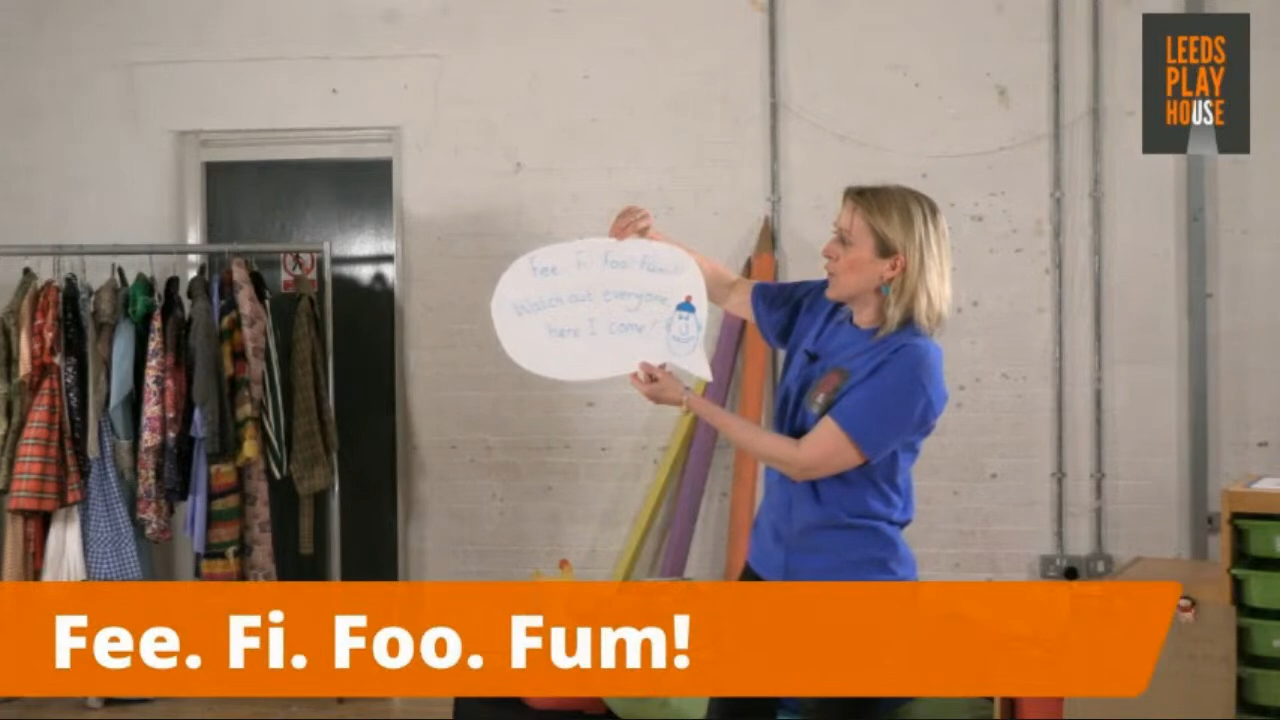 LEEDS
PLAY
HOUSE
Fee. Fi. Foo. Fum!
Watch out everyone,
here I come!
Fee. Fi. Foo. Fum!